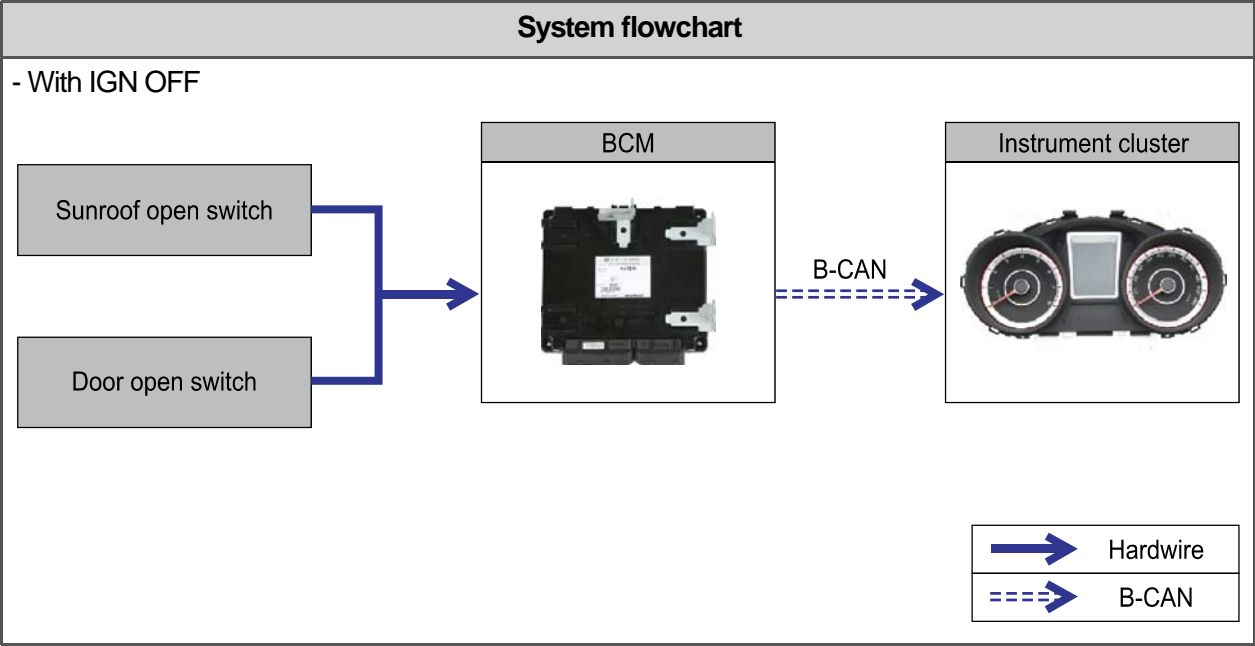 System flowchart
- With IGN OFF
BCM
Instrument cluster
Sunroof open switch
B-CAN
Door open switch
Hardwire
B-CAN